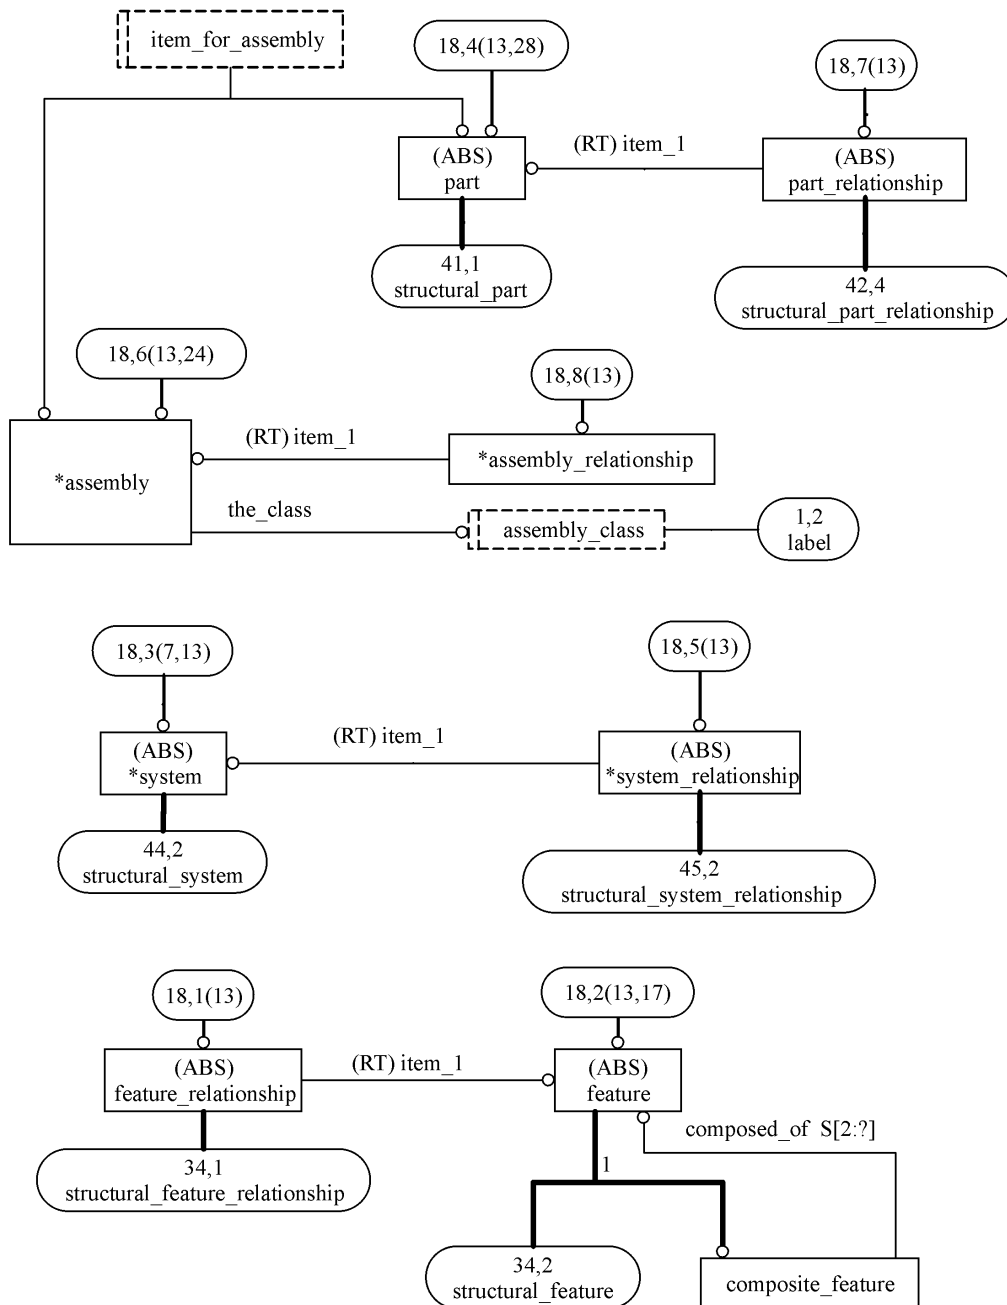 item_for_assembly
18,4(13,28)
18,7(13)
(ABS)
part
(RT) item_1
(ABS)
part_relationship
41,1
structural_part
42,4
structural_part_relationship
18,6(13,24)
18,8(13)
*assembly
(RT) item_1
*assembly_relationship
the_class
assembly_class
1,2
label
18,3(7,13)
18,5(13)
(ABS)
*system
(RT) item_1
(ABS)
*system_relationship
44,2
structural_system
45,2
structural_system_relationship
18,1(13)
18,2(13,17)
(ABS)
feature_relationship
(RT) item_1
(ABS)
feature
composed_of S[2:?]
1
34,1
structural_feature_relationship
34,2
structural_feature
composite_feature